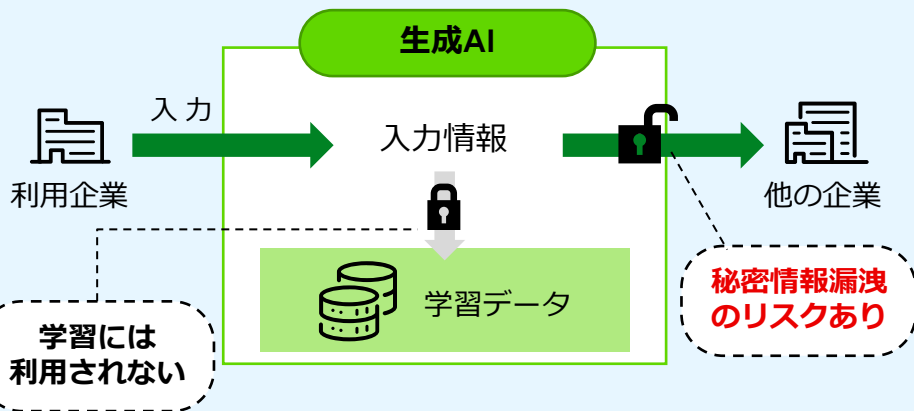 生成AI
入力
入力情報
利用企業
他の企業
学習データ
秘密情報漏洩
のリスクあり
学習には
利用されない